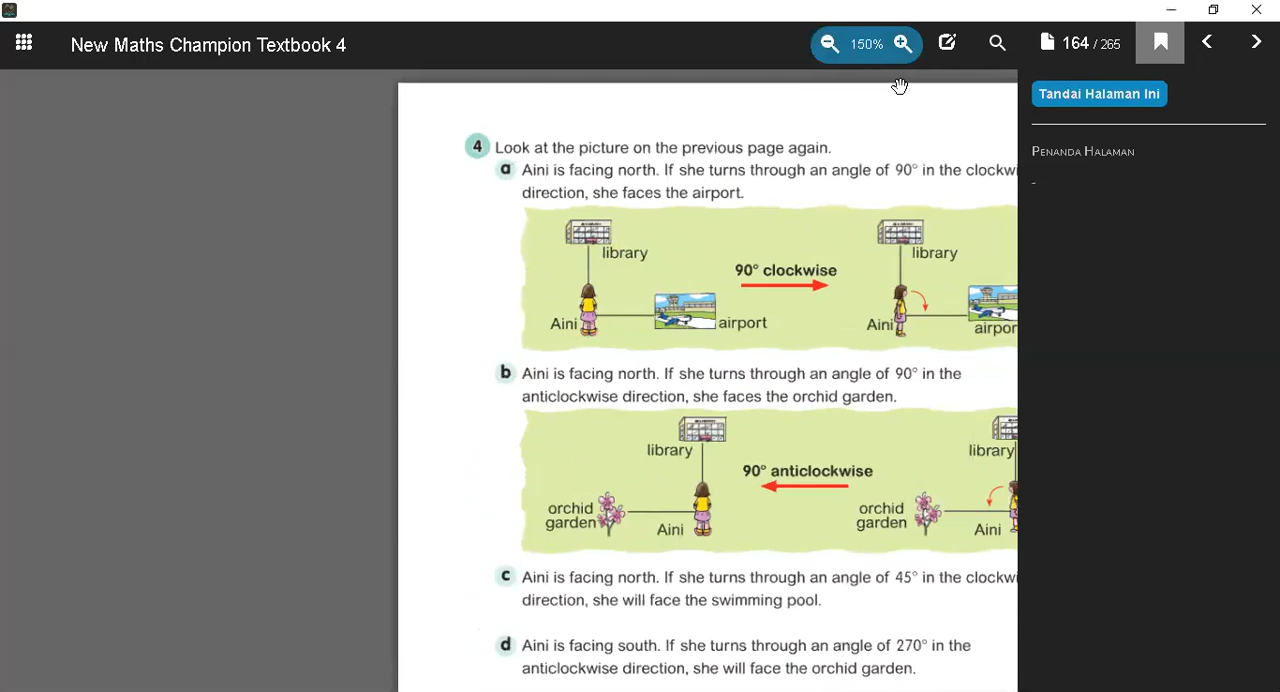 New Maths Champion Textbook 4
150%
164 / 265
Tandai Halaman Ini
Penanda Halaman
-
4 Look at the picture on the previous page again.
a Aini is facing north. If she turns through an angle of 90° in the clockwi
direction, she faces the airport.
library
library
90° clockwise
Aini
airport
Aini
airpor
b Aini is facing north. If she turns through an angle of 90° in the
anticlockwise direction, she faces the orchid garden.
library
library
90° anticlockwise
orchid
garden
Aini
orchid
garden
Aini
c Aini is facing north. If she turns through an angle of 45° in the clockwi
direction, she will face the swimming pool.
d Aini is facing south. If she turns through an angle of 270° in the
anticlockwise direction, she will face the orchid garden.